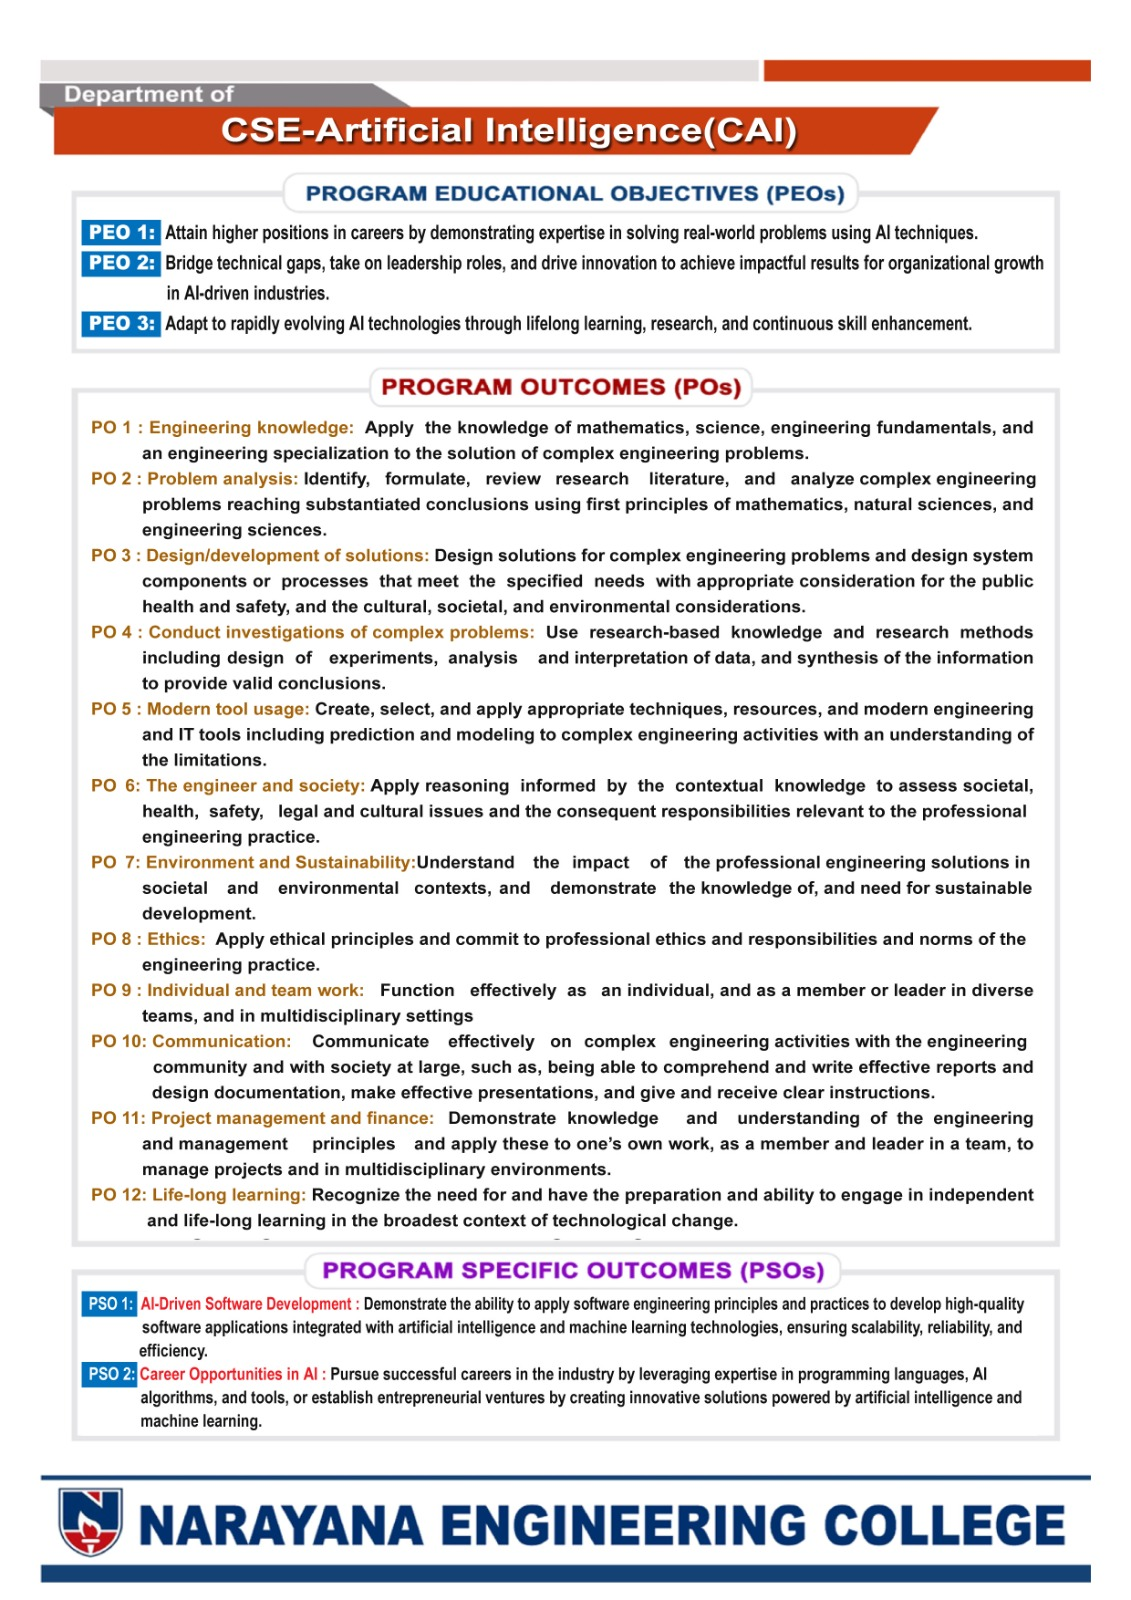 Department of
CSE-Artificial Intelligence(CAI)
PROGRAM EDUCATIONAL OBJECTIVES (PEOs)
PEO 1: Attain higher positions in careers by demonstrating expertise in solving real-world problems using AI techniques.
PEO 2: Bridge technical gaps, take on leadership roles, and drive innovation to achieve impactful results for organizational growth
in AI-driven industries.
PEO 3: Adapt to rapidly evolving AI technologies through lifelong learning, research, and continuous skill enhancement.
PROGRAM OUTCOMES (POs)
PO 1 : Engineering knowledge: Apply the knowledge of mathematics, science, engineering fundamentals, and
an engineering specialization to the solution of complex engineering problems.
PO 2 : Problem analysis: Identify, formulate, review research literature, and analyze complex engineering
problems reaching substantiated conclusions using first principles of mathematics, natural sciences, and
engineering sciences.
PO 3 : Design/development of solutions: Design solutions for complex engineering problems and design system
components or processes that meet the specified needs with appropriate consideration for the public
health and safety, and the cultural, societal, and environmental considerations.
PO 4 : Conduct investigations of complex problems: Use research-based knowledge and research methods
including design of experiments, analysis and interpretation of data, and synthesis of the information
to provide valid conclusions.
PO 5 : Modern tool usage: Create, select, and apply appropriate techniques, resources, and modern engineering
and IT tools including prediction and modeling to complex engineering activities with an understanding of
the limitations.
PO 6: The engineer and society: Apply reasoning informed by the contextual knowledge to assess societal,
health, safety, legal and cultural issues and the consequent responsibilities relevant to the professional
engineering practice.
PO 7: Environment and Sustainability:Understand the impact of the professional engineering solutions in
societal and environmental contexts, and demonstrate the knowledge of, and need for sustainable
development.
PO 8 : Ethics: Apply ethical principles and commit to professional ethics and responsibilities and norms of the
engineering practice.
PO 9 : Individual and team work: Function effectively as an individual, and as a member or leader in diverse
teams, and in multidisciplinary settings
PO 10: Communication: Communicate effectively on complex engineering activities with the engineering
community and with society at large, such as, being able to comprehend and write effective reports and
design documentation, make effective presentations, and give and receive clear instructions.
PO 11: Project management and finance: Demonstrate knowledge and understanding of the engineering
and management principles and apply these to one’s own work, as a member and leader in a team, to
manage projects and in multidisciplinary environments.
PO 12: Life-long learning: Recognize the need for and have the preparation and ability to engage in independent
and life-long learning in the broadest context of technological change.
PROGRAM SPECIFIC OUTCOMES (PSOs)
PSO 1: AI-Driven Software Development : Demonstrate the ability to apply software engineering principles and practices to develop high-quality
software applications integrated with artificial intelligence and machine learning technologies, ensuring scalability, reliability, and
efficiency.
PSO 2: Career Opportunities in AI : Pursue successful careers in the industry by leveraging expertise in programming languages, AI
algorithms, and tools, or establish entrepreneurial ventures by creating innovative solutions powered by artificial intelligence and
machine learning.
NARAYANA ENGINEERING COLLEGE